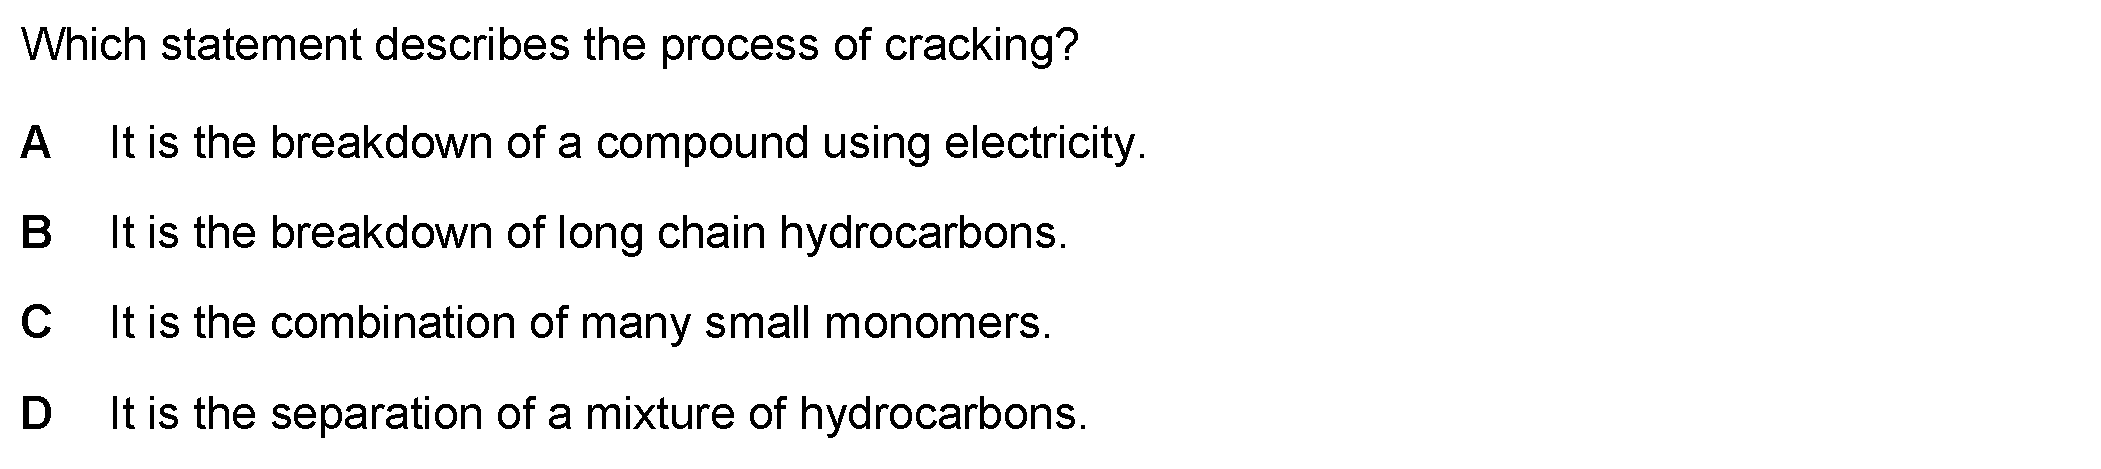 Which statement describes the process of cracking?
A It is the breakdown of a compound using electricity.
B It is the breakdown of long chain hydrocarbons.
C It is the combination of many small monomers.
D It is the separation of a mixture of hydrocarbons.